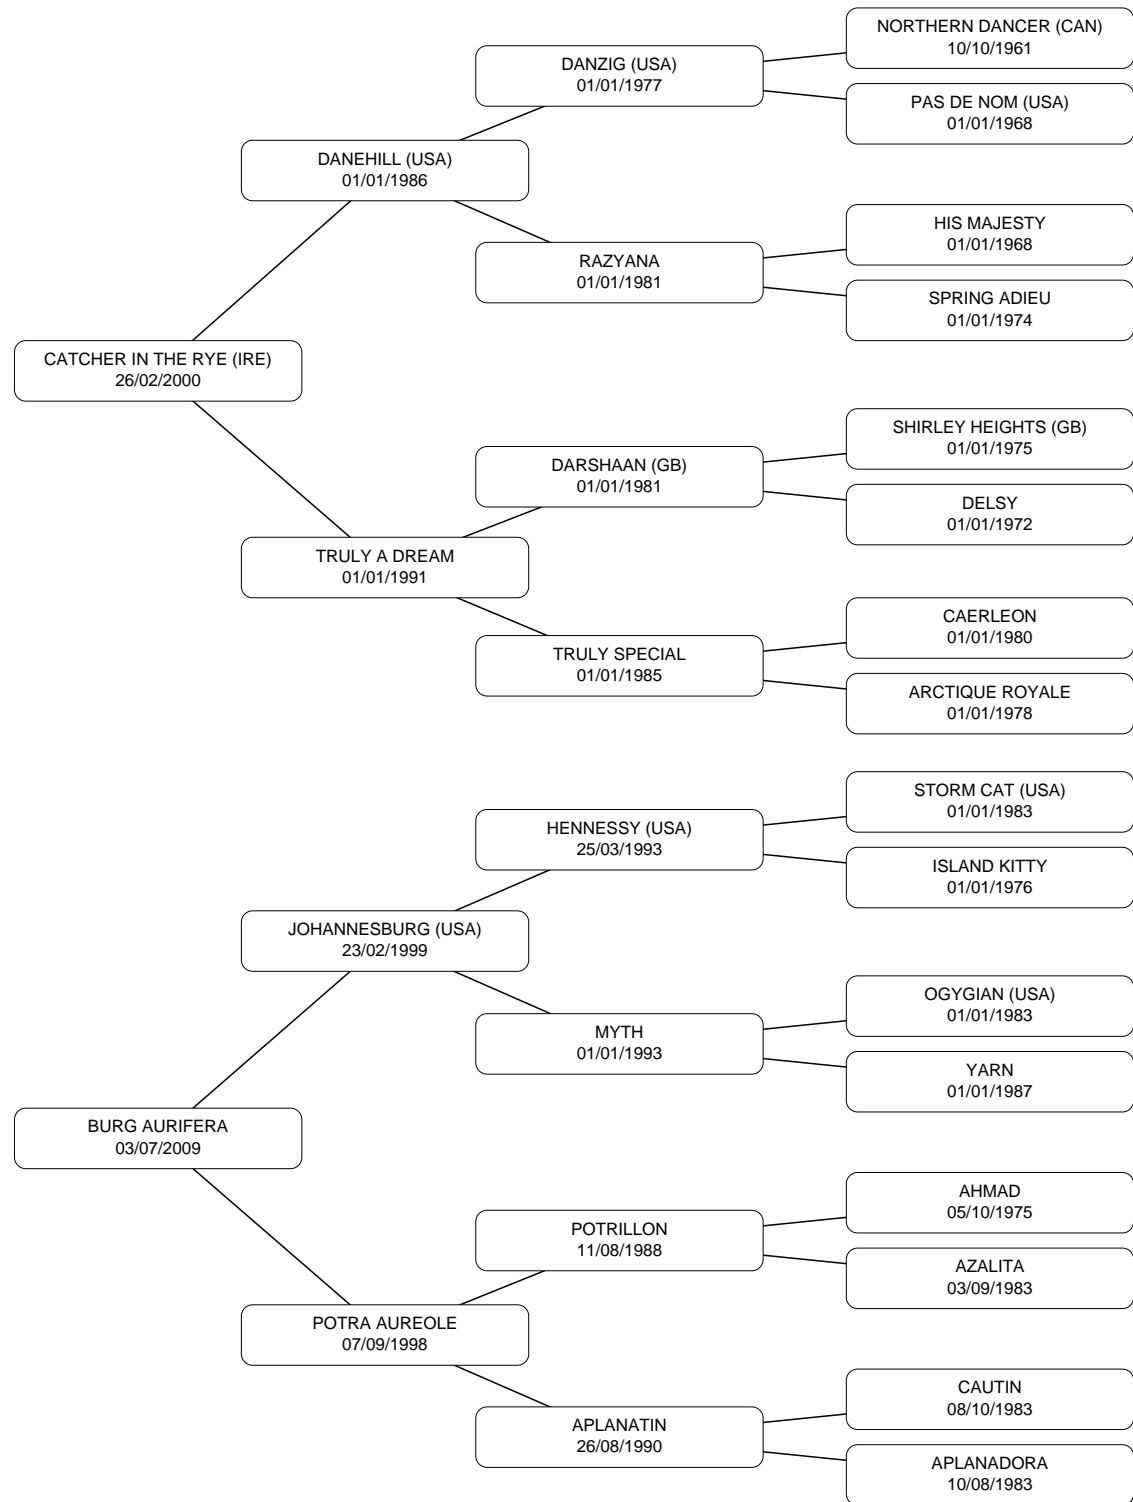 NORTHERN DANCER (CAN)
10/10/1961
DANZIG (USA)
01/01/1977
PAS DE NOM (USA)
01/01/1968
DANEHILL (USA)
01/01/1986
HIS MAJESTY
01/01/1968
RAZYANA
01/01/1981
SPRING ADIEU
01/01/1974
CATCHER IN THE RYE (IRE)
26/02/2000
SHIRLEY HEIGHTS (GB)
01/01/1975
DARSHAAN (GB)
01/01/1981
DELSY
01/01/1972
TRULY A DREAM
01/01/1991
CAERLEON
01/01/1980
TRULY SPECIAL
01/01/1985
ARCTIQUE ROYALE
01/01/1978
STORM CAT (USA)
01/01/1983
HENNESSY (USA)
25/03/1993
ISLAND KITTY
01/01/1976
JOHANNESBURG (USA)
23/02/1999
OGYGIAN (USA)
01/01/1983
MYTH
01/01/1993
YARN
01/01/1987
BURG AURIFERA
03/07/2009
AHMAD
05/10/1975
POTRILLON
11/08/1988
AZALITA
03/09/1983
POTRA AUREOLE
07/09/1998
CAUTIN
08/10/1983
APLANATIN
26/08/1990
APLANADORA
10/08/1983